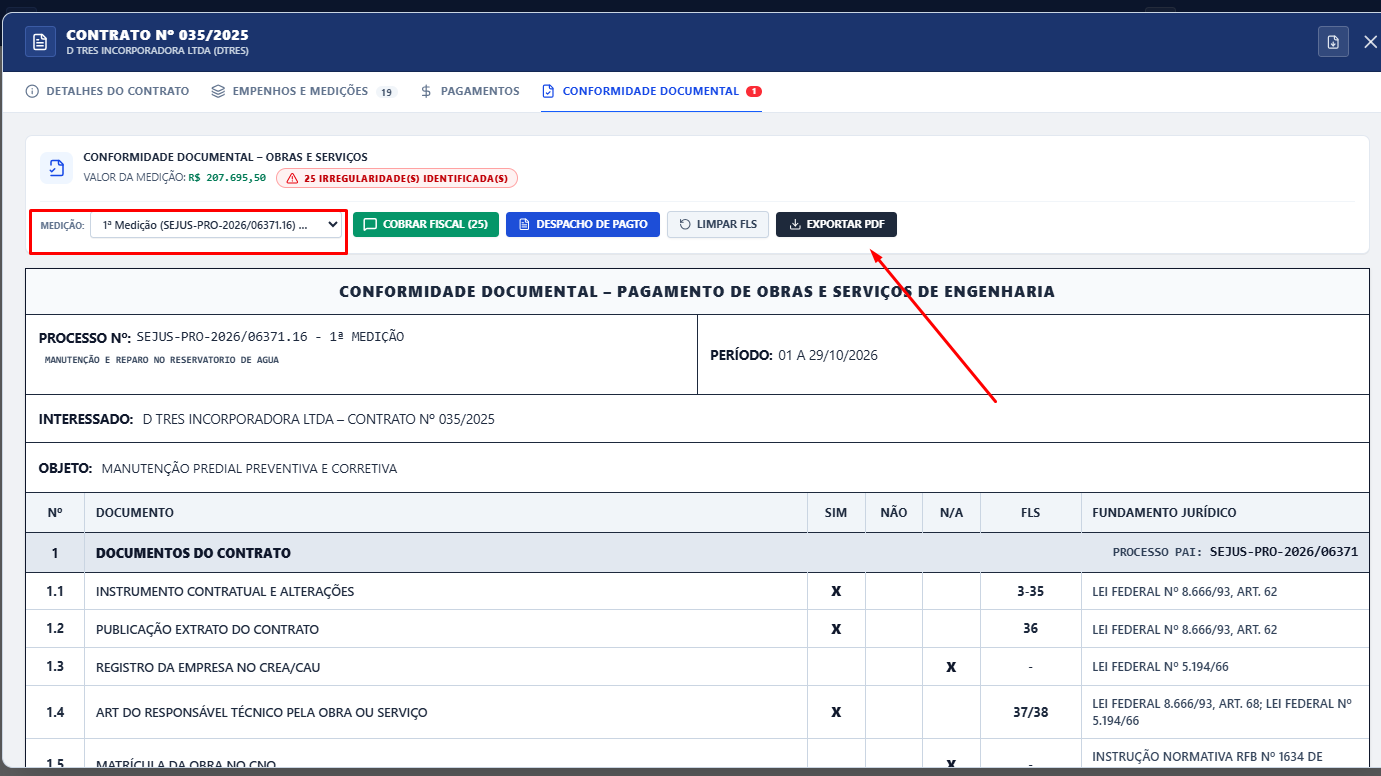 CONTRATO Nº 035/2025
D TRES INCORPORADORA LTDA (DTRES)
DETALHES DO CONTRATO
EMPENHOS E MEDIÇÕES 19
PAGAMENTOS
CONFORMIDADE DOCUMENTAL 1
CONFORMIDADE DOCUMENTAL – OBRAS E SERVIÇOS
VALOR DA MEDIÇÃO: R$ 207.695,50
25 IRREGULARIDADE(S) IDENTIFICADA(S)
MEDIÇÃO: 1ª Medição (SEJUS-PRO-2026/06371.16) ...
COBRAR FISCAL (25)
DESPACHO DE PAGTO
LIMPAR FLS
EXPORTAR PDF
CONFORMIDADE DOCUMENTAL – PAGAMENTO DE OBRAS E SERVIÇOS DE ENGENHARIA
PROCESSO Nº: SEJUS-PRO-2026/06371.16 - 1ª MEDIÇÃO
MANUTENÇÃO E REPARO NO RESERVATORIO DE AGUA
PERÍODO: 01 A 29/10/2026
INTERESSADO: D TRES INCORPORADORA LTDA – CONTRATO Nº 035/2025
OBJETO: MANUTENÇÃO PREDIAL PREVENTIVA E CORRETIVA
Nº DOCUMENTO SIM NÃO N/A FLS FUNDAMENTO JURÍDICO
1 DOCUMENTOS DO CONTRATO PROCESSO PAI: SEJUS-PRO-2026/06371
1.1 INSTRUMENTO CONTRATUAL E ALTERAÇÕES X 3-35 LEI FEDERAL Nº 8.666/93, ART. 62
1.2 PUBLICAÇÃO EXTRATO DO CONTRATO X 36 LEI FEDERAL Nº 8.666/93, ART. 62
1.3 REGISTRO DA EMPRESA NO CREA/CAU X - LEI FEDERAL Nº 5.194/66
1.4 ART DO RESPONSÁVEL TÉCNICO PELA OBRA OU SERVIÇO X 37/38 LEI FEDERAL 8.666/93, ART. 68; LEI FEDERAL Nº
5.194/66
1.5 MATRÍCULA DA OBRA NO CNO X - INSTRUÇÃO NORMATIVA RFB Nº 1634 DE